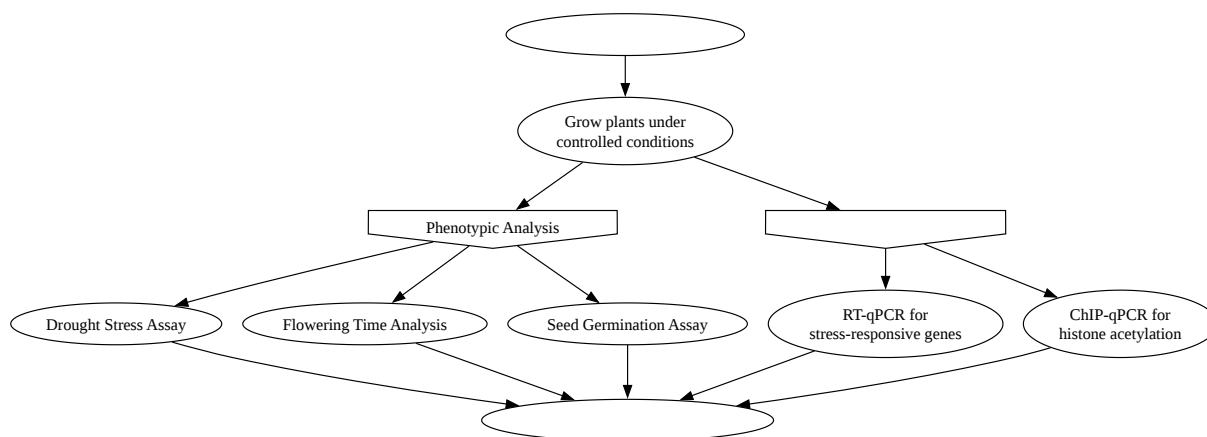 Grow plants under
controlled conditions
Phenotypic Analysis
Drought Stress Assay
Flowering Time Analysis
Seed Germination Assay
RT-qPCR for
stress-responsive genes
ChIP-qPCR for
histone acetylation